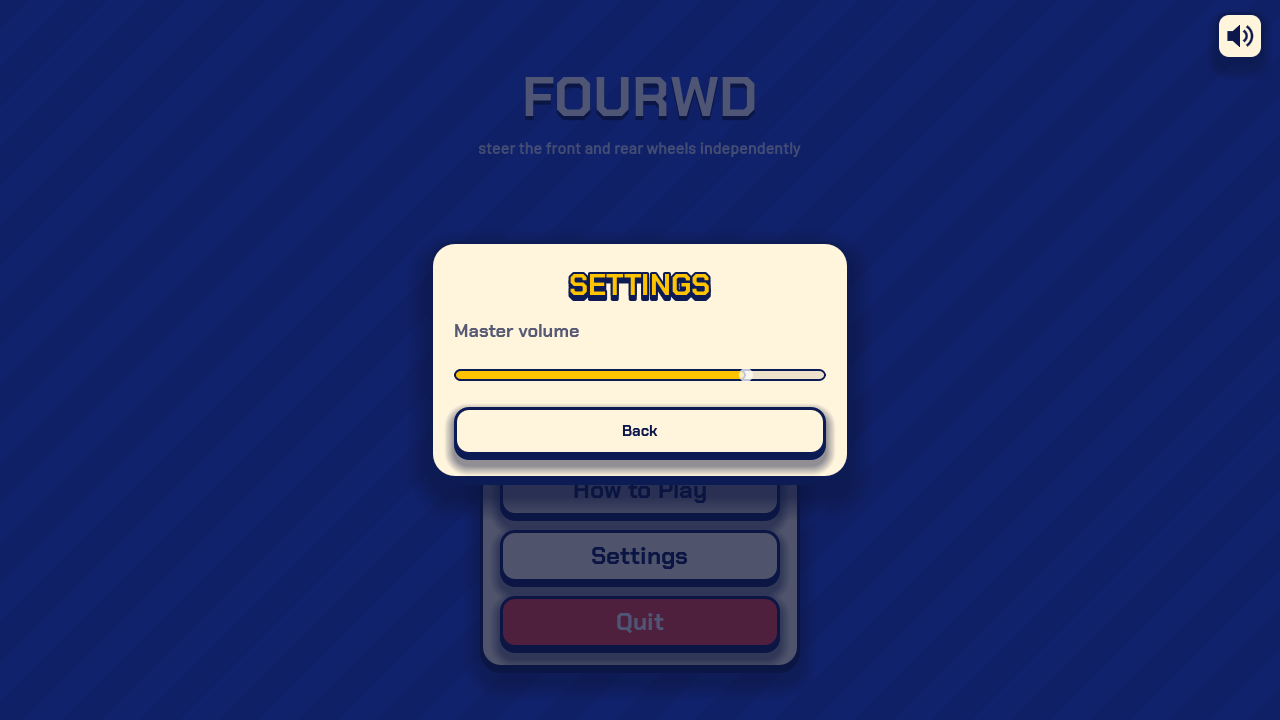 FOURWD
steer the front and rear wheels independently
SETTINGS
Master volume
Back
How to Play
Settings
Quit